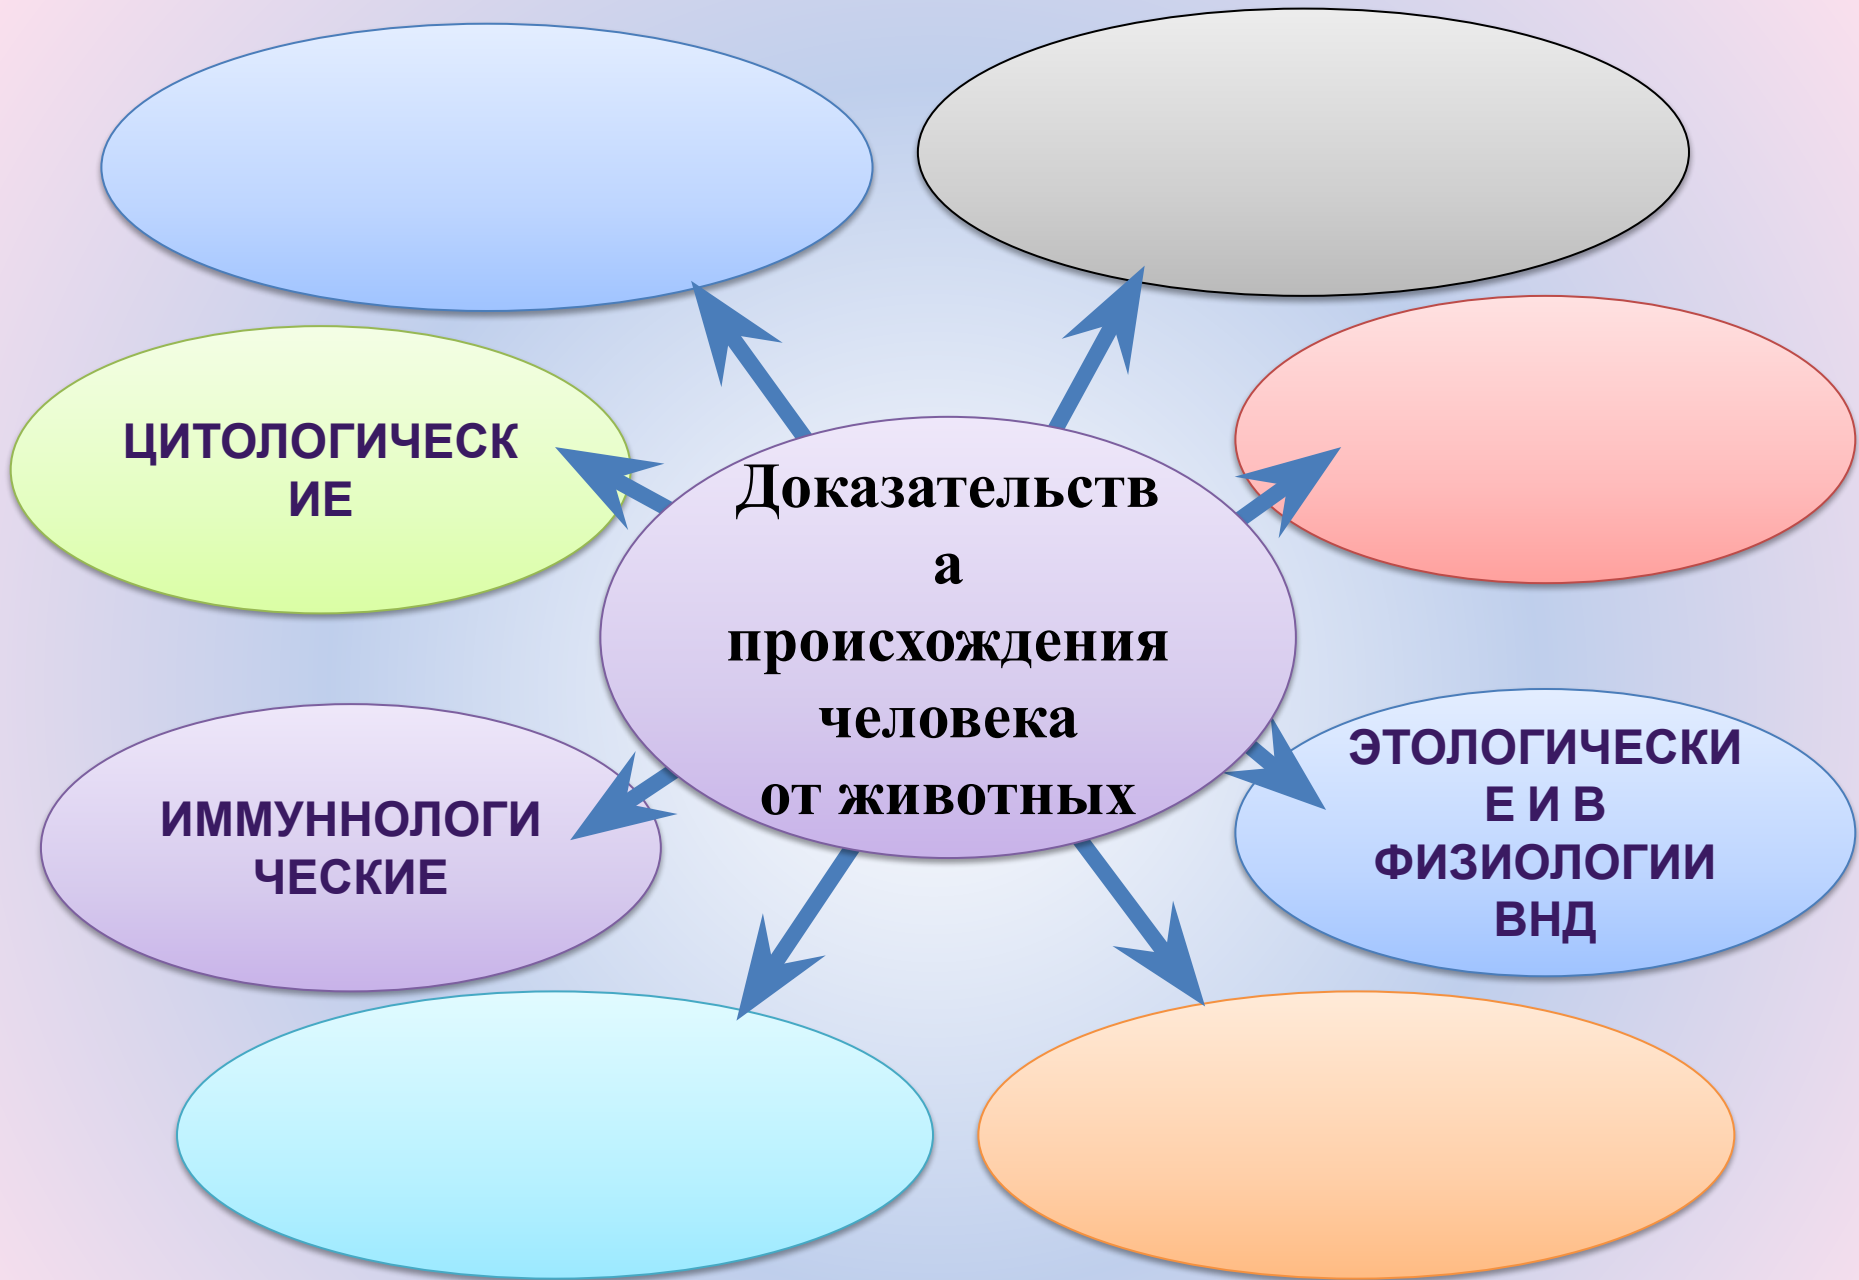 ЦИТОЛОГИЧЕСК
ИЕ
Доказательств
а
происхождения
человека
от животных
ИММУННОЛОГИ
ЧЕСКИЕ
ЭТОЛОГИЧЕСКИ
Е И В
ФИЗИОЛОГИИ
ВНД